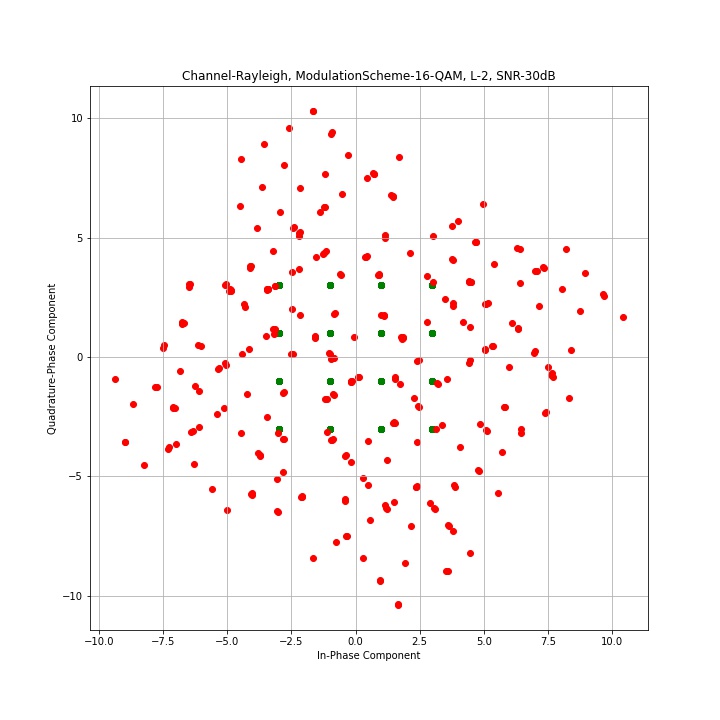 Channel-Rayleigh, ModulationScheme-16-QAM, L-2, SNR-30dB
10
5
0
−5
−10
Quadrature-Phase Component
−10.0 −7.5 −5.0 −2.5 0.0 2.5 5.0 7.5 10.0
In-Phase Component